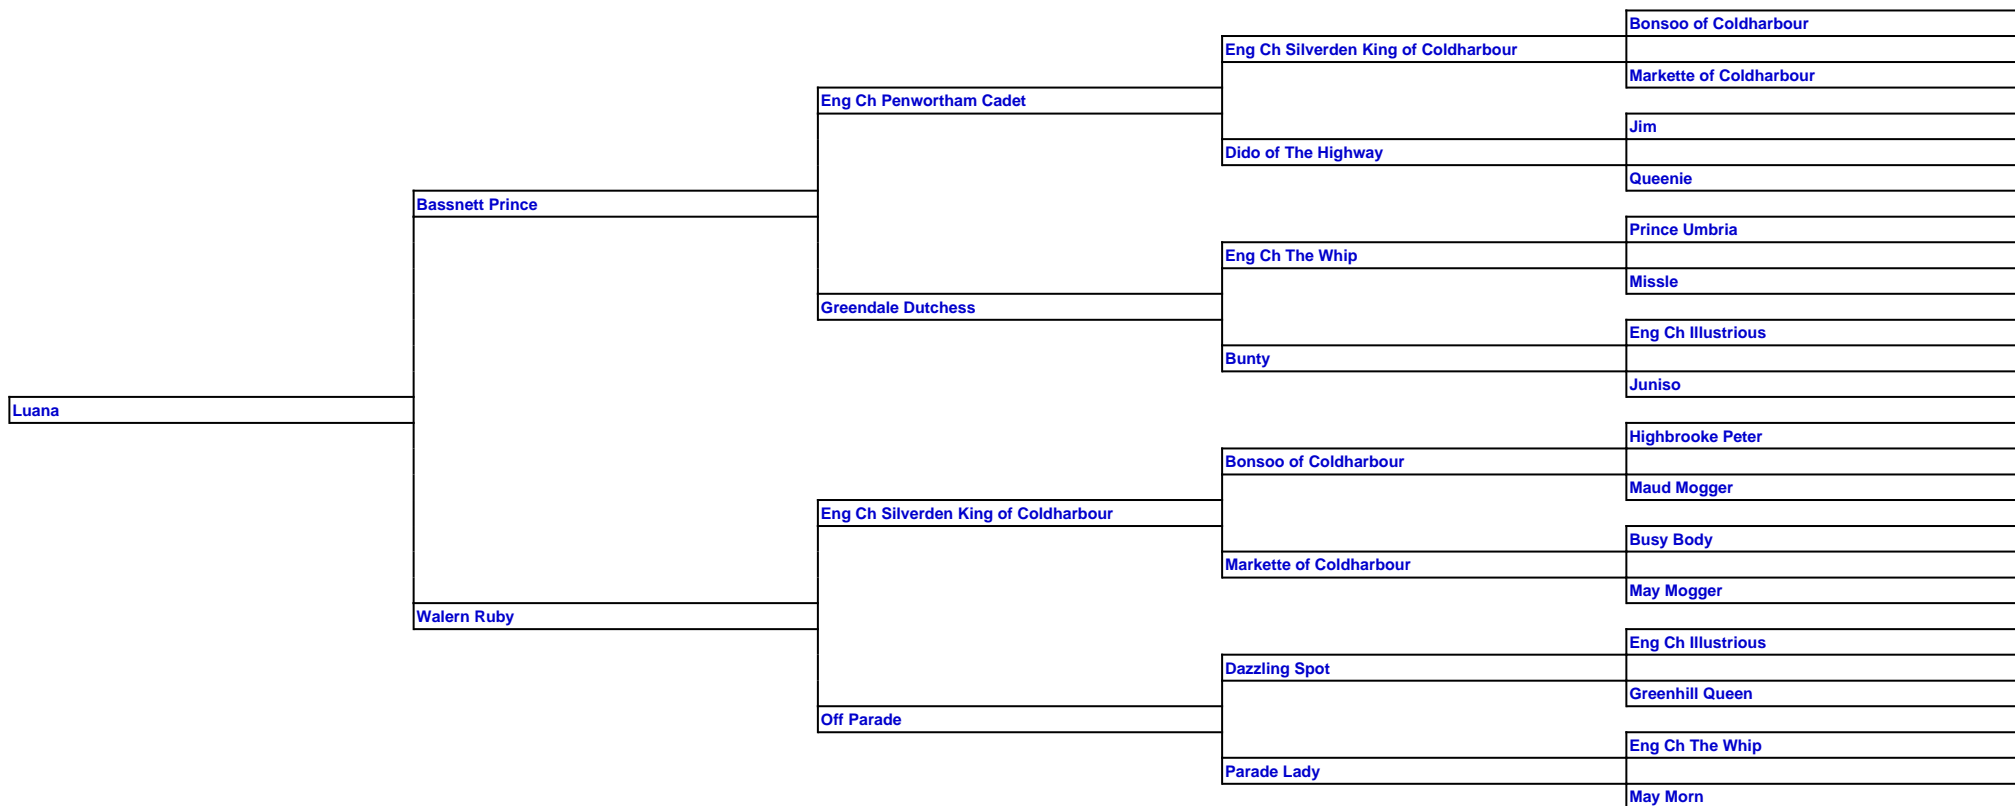 Bonsoo of Coldharbour
Eng Ch Silverden King of Coldharbour
Markette of Coldharbour
Eng Ch Penwortham Cadet
Jim
Dido of The Highway
Queenie
Bassnett Prince
Prince Umbria
Eng Ch The Whip
Missle
Greendale Dutchess
Eng Ch Illustrious
Bunty
Juniso
Luana
Highbrooke Peter
Bonsoo of Coldharbour
Maud Mogger
Eng Ch Silverden King of Coldharbour
Busy Body
Markette of Coldharbour
May Mogger
Walern Ruby
Eng Ch Illustrious
Dazzling Spot
Greenhill Queen
Off Parade
Eng Ch The Whip
Parade Lady
May Morn